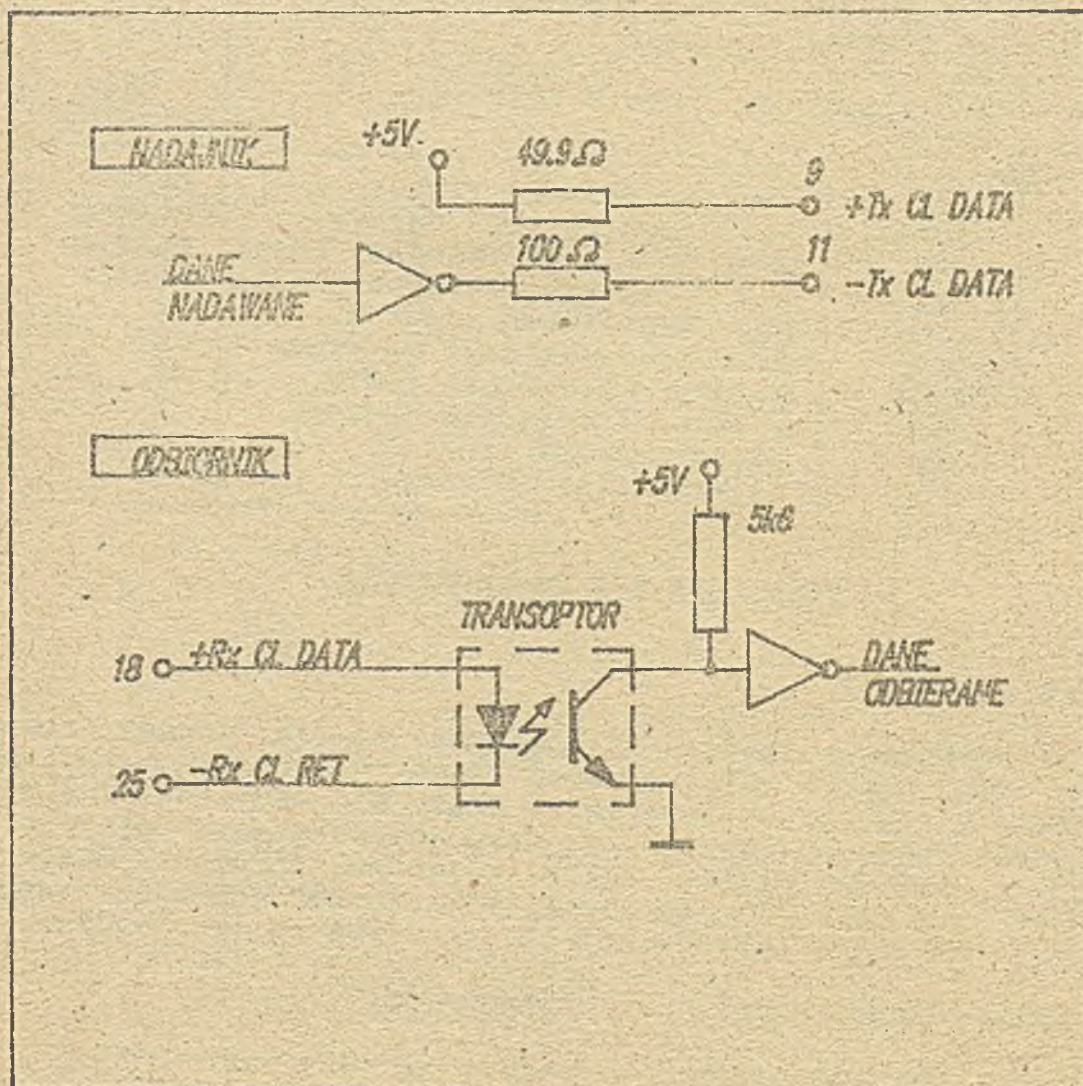 NADAJNIK
+5V.
49.9Ω
9
+Tx CL DATA
DANE
NADAWANE
100 Ω
11
-Tx CL DATA
ODBIORNIK
+5V
5k6
TRANSOPTOR
18 +Rx CL DATA
DANE
ODBIERANE
25 -Rx CL RET